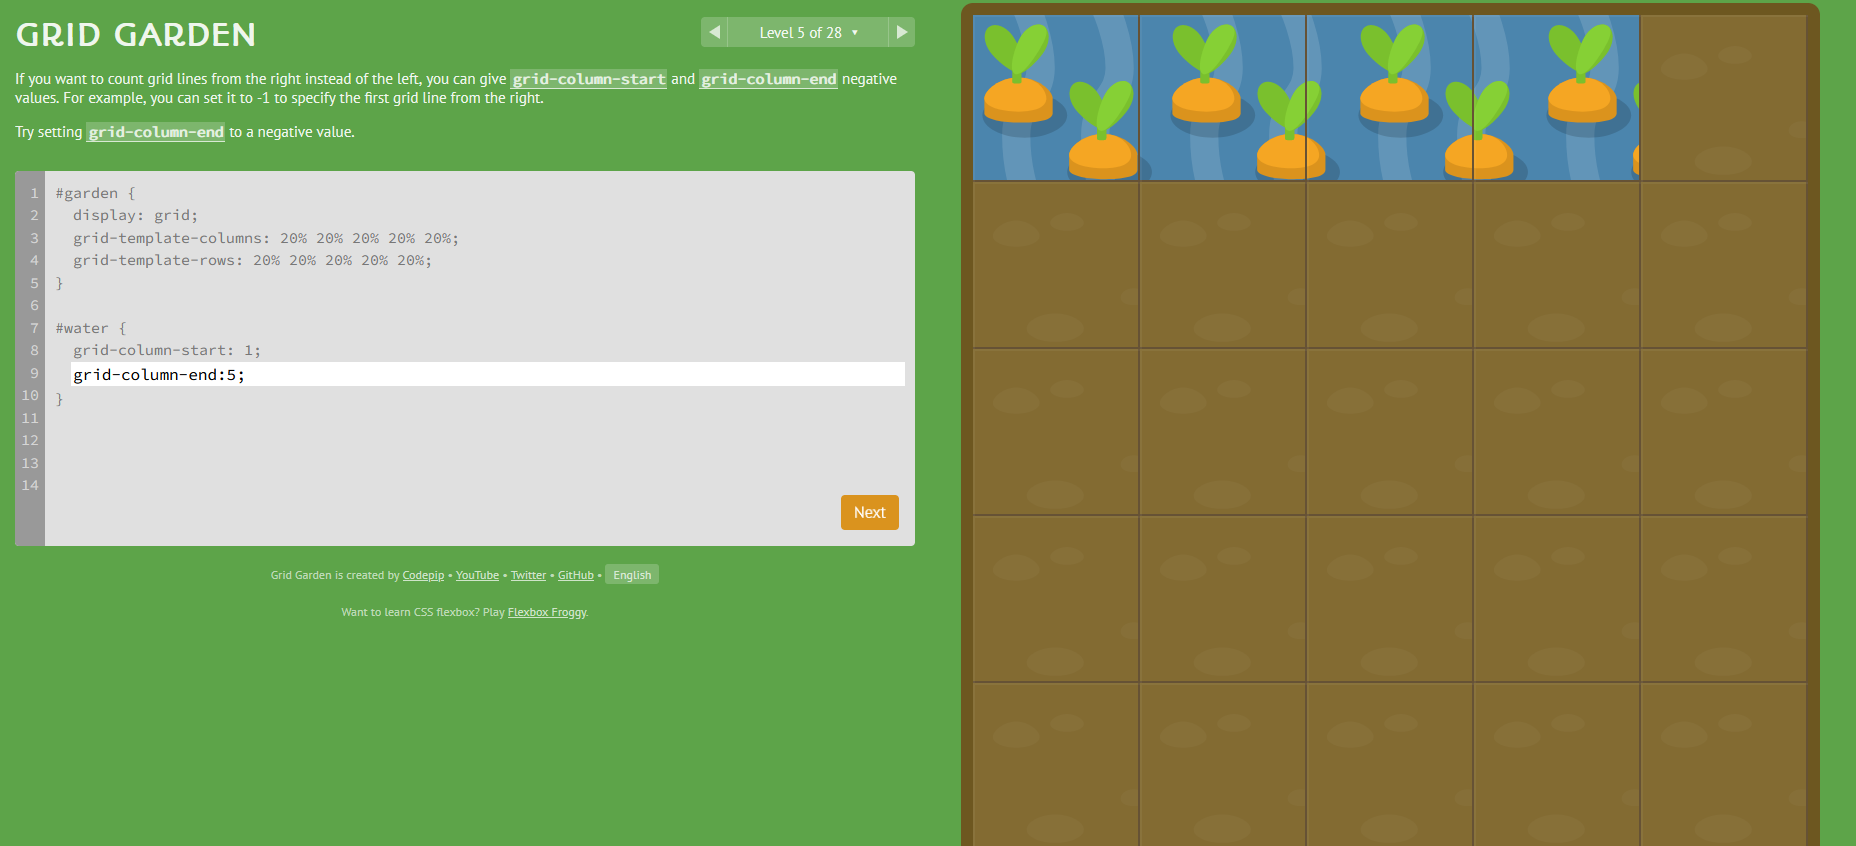 GRID GARDEN
◀ Level 5 of 28 ▼ ▶
If you want to count grid lines from the right instead of the left, you can give grid-column-start and grid-column-end negative
values. For example, you can set it to -1 to specify the first grid line from the right.
Try setting grid-column-end to a negative value.
1 #garden {
2 display: grid;
3 grid-template-columns: 20% 20% 20% 20% 20%;
4 grid-template-rows: 20% 20% 20% 20% 20%;
5 }
6
7 #water {
8 grid-column-start: 1;
9 grid-column-end:5;
10 }
11
12
13
14
Next
Grid Garden is created by Codepip • YouTube • Twitter • GitHub • English
Want to learn CSS flexbox? Play Flexbox Froggy.